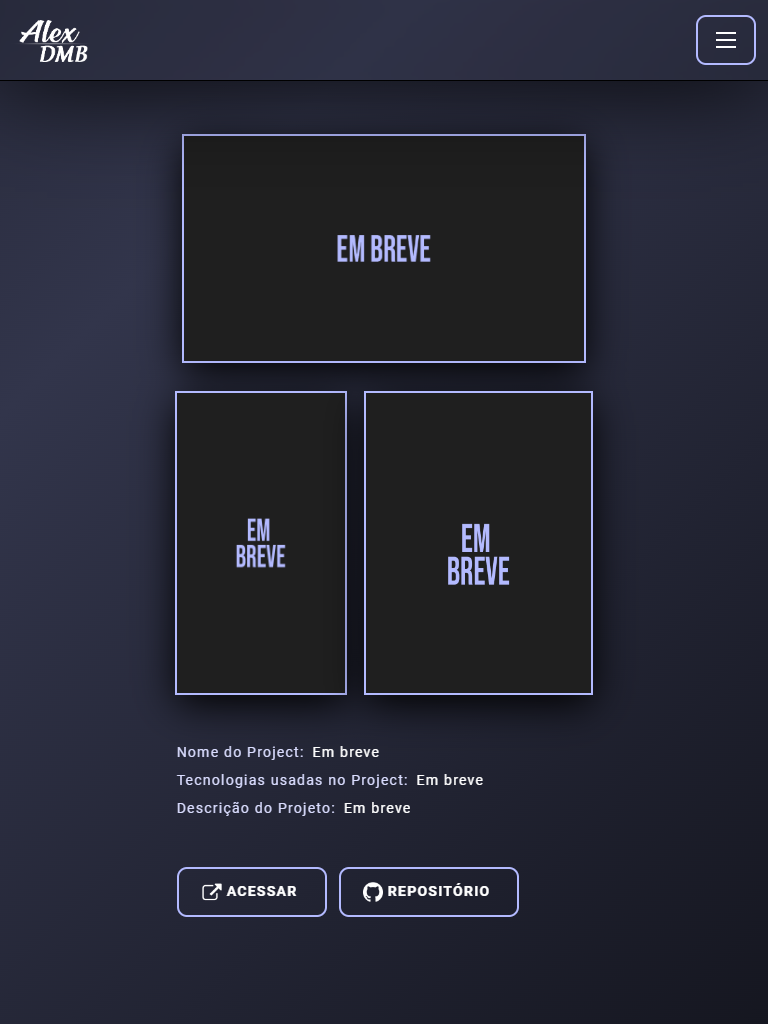 Alex
DMB
EM BREVE
EM
BREVE
EM
BREVE
Nome do Project: Em breve
Tecnologias usadas no Project: Em breve
Descrição do Projeto: Em breve
ACESSAR
REPOSITÓRIO